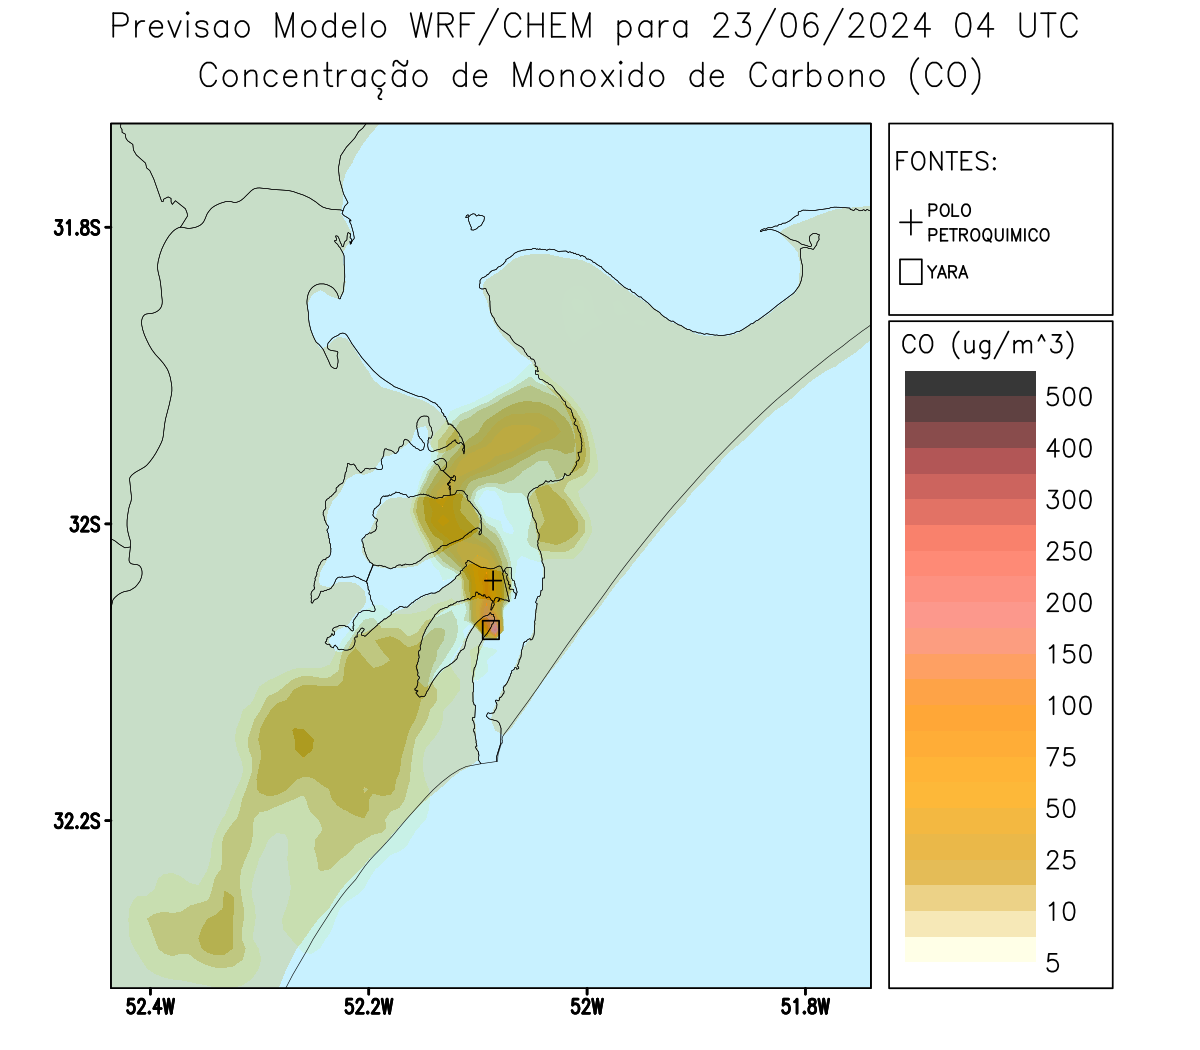 Previsao Modelo WRF/CHEM para 23/06/2024 04 UTC
Concentração de Monoxido de Carbono (CO)
FONTES:
POLO
PETROQUIMICO
YARA
CO (ug/m^3)
500
400
300
250
200
150
100
75
50
25
10
5
31.8S
32S
32.2S
52.4W
52.2W
52W
51.8W